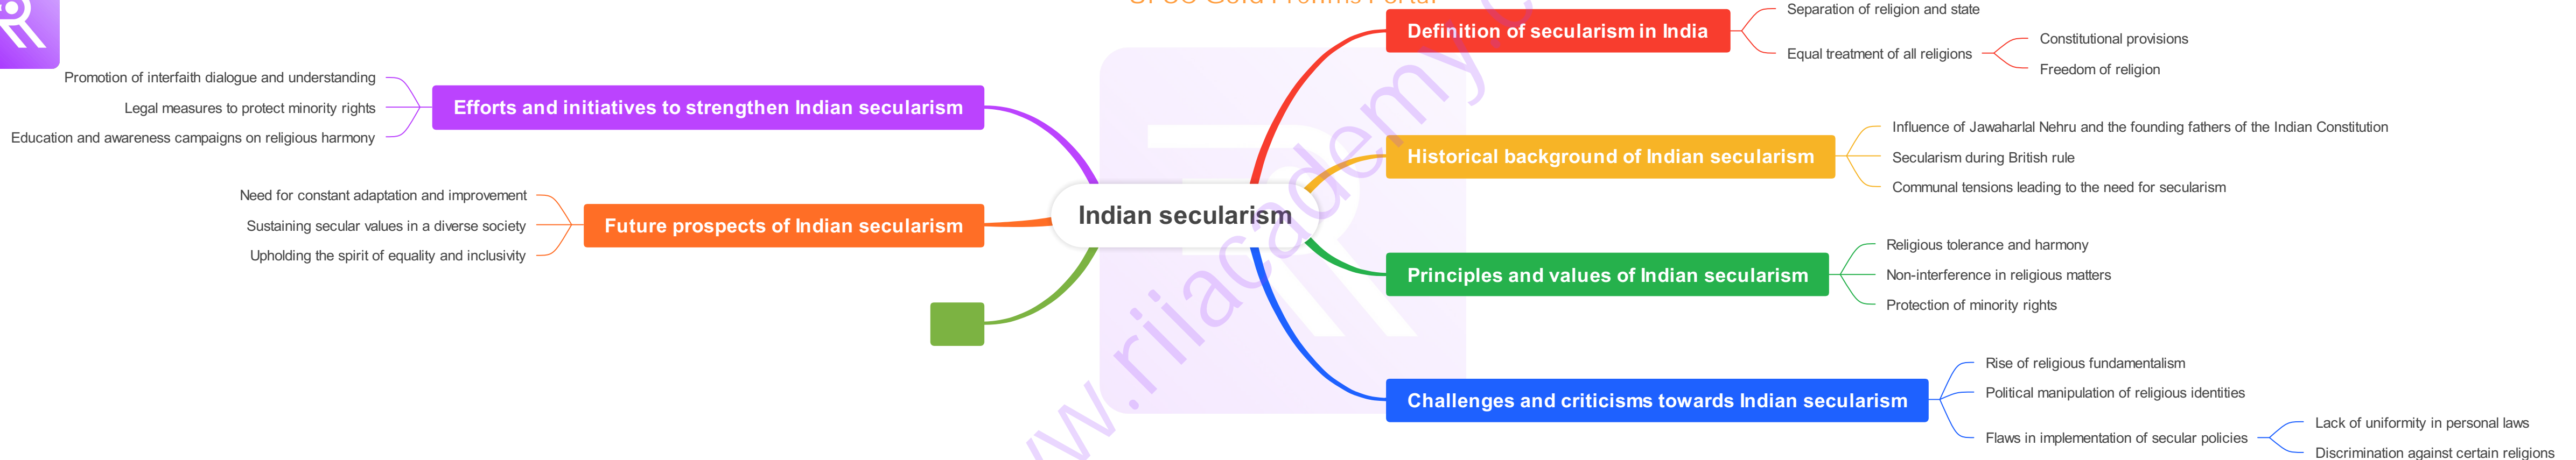 Indian secularism
Definition of secularism in India
Separation of religion and state
Equal treatment of all religions
Constitutional provisions
Freedom of religion
Historical background of Indian secularism
Influence of Jawaharlal Nehru and the founding fathers of the Indian Constitution
Secularism during British rule
Communal tensions leading to the need for secularism
Principles and values of Indian secularism
Religious tolerance and harmony
Non-interference in religious matters
Protection of minority rights
Challenges and criticisms towards Indian secularism
Rise of religious fundamentalism
Political manipulation of religious identities
Flaws in implementation of secular policies
Lack of uniformity in personal laws
Discrimination against certain religions
Efforts and initiatives to strengthen Indian secularism
Promotion of interfaith dialogue and understanding
Legal measures to protect minority rights
Education and awareness campaigns on religious harmony
Future prospects of Indian secularism
Need for constant adaptation and improvement
Sustaining secular values in a diverse society
Upholding the spirit of equality and inclusivity